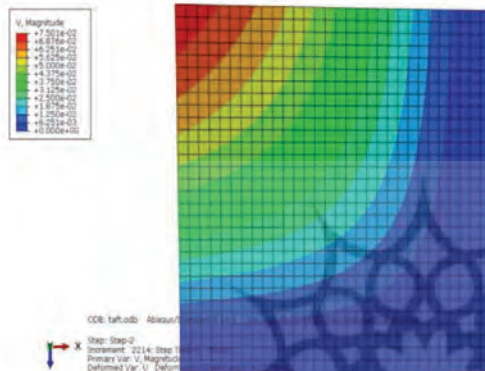 V, Magnitude
+7.501e-02
+6.876e-02
+6.251e-02
+5.625e-02
+5.000e-02
+4.375e-02
+3.750e-02
+3.125e-02
+2.500e-02
+1.875e-02
+1.250e-02
+6.251e-03
+0.000e+00
ODB: taft.odb Abaqus/
X
Step: Step-2
Increment 2214: Step
Primary Var: V, Magnitude
Deformed Var: U